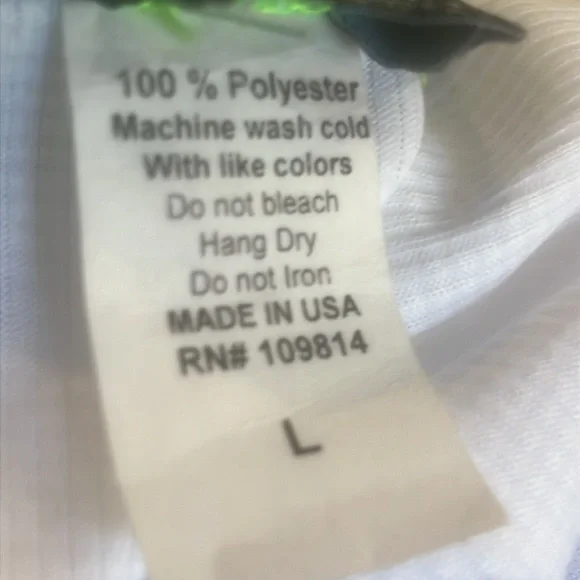 100 % Polyester
Machine wash cold
With like colors
Do not bleach
Hang Dry
Do not Iron
MADE IN USA
RN# 109814
L